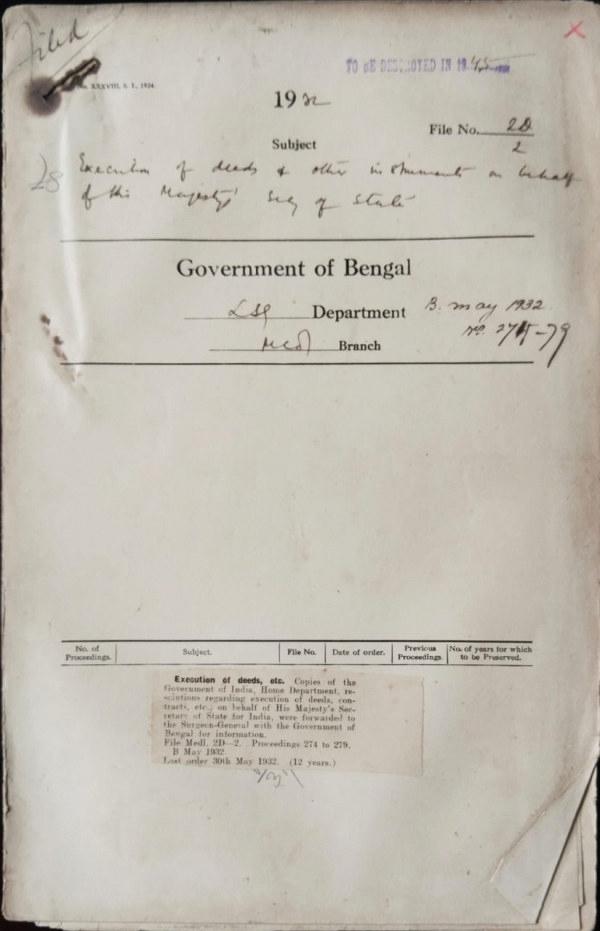 Filed
No. XXXVIII, S. I., 1924.
TO BE DESTROYED IN 1945
1932
File No. 2D
2
Subject
28
Execution of deeds & other instruments on behalf
of His Majesty's Secy of State
Government of Bengal
LSG Department B. May 1932.
Medl Branch No. 274-79
No. of Proceedings. Subject. File No. Date of order. Previous Proceedings. No. of years for which to be Preserved.
Execution of deeds, etc. Copies of the
Government of India, Home Department, re-
solutions regarding execution of deeds, con-
tracts, etc., on behalf of His Majesty's Sec-
retary of State for India, were forwarded to
the Surgeon-General with the Government of
Bengal for information.
File Medl. 2D—2. Proceedings 274 to 279.
B May 1932.
Last order 30th May 1932. (12 years.)